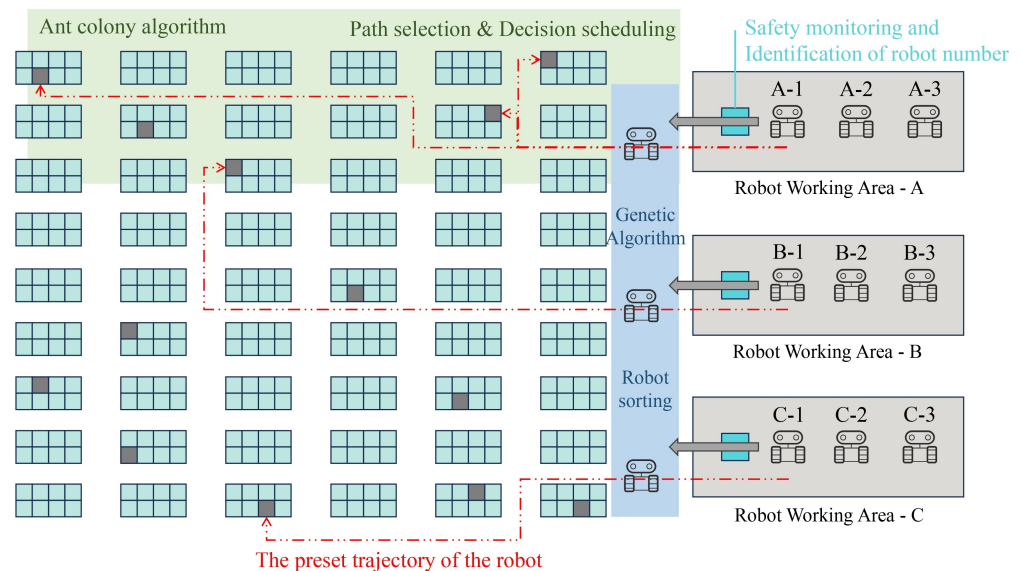 Ant colony algorithm
Path selection & Decision scheduling
Safety monitoring and
Identification of robot number
A-1 A-2 A-3
Robot Working Area - A
Genetic
Algorithm
B-1 B-2 B-3
Robot Working Area - B
Robot
sorting
C-1 C-2 C-3
Robot Working Area - C
The preset trajectory of the robot